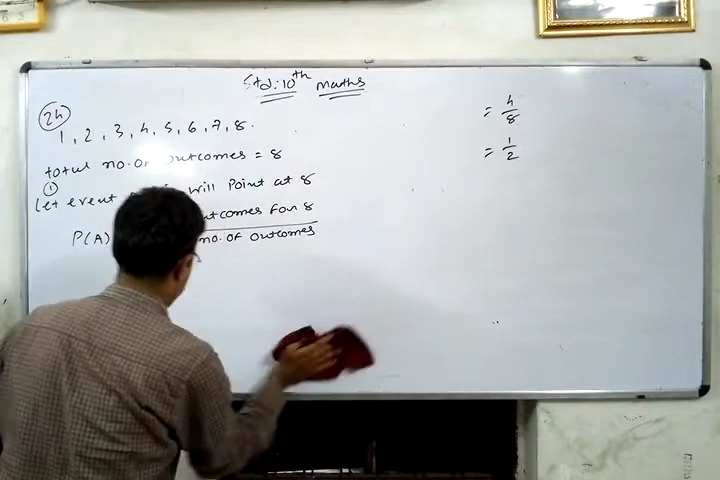 Std:10th maths
24
1, 2, 3, 4, 5, 6, 7, 8.
total no.of outcomes = 8
①
Let event will point at 8
outcomes for 8
P(A) no.of outcomes
= 4/8
= 1/2